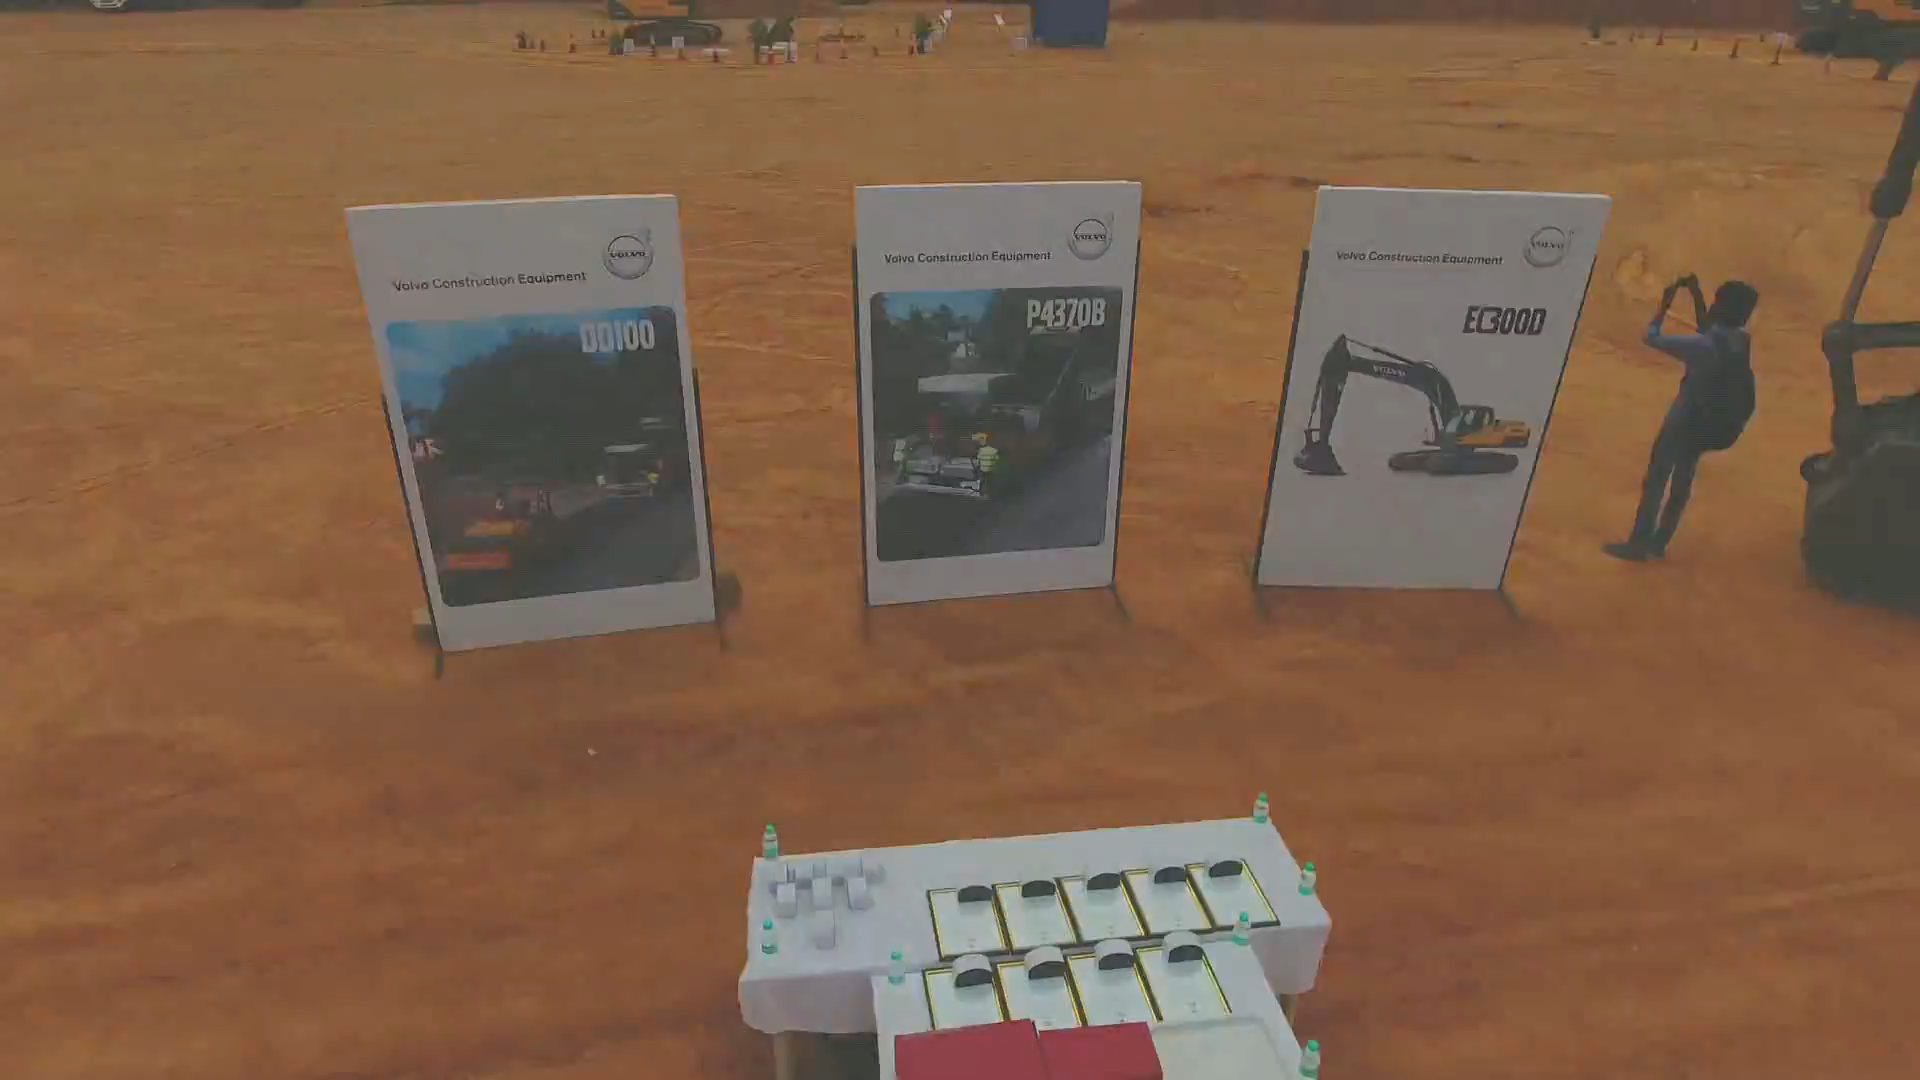 VOLVO
Volvo Construction Equipment
DD100
VOLVO
Volvo Construction Equipment
P4370B
VOLVO
Volvo Construction Equipment
EC300D
VOLVO